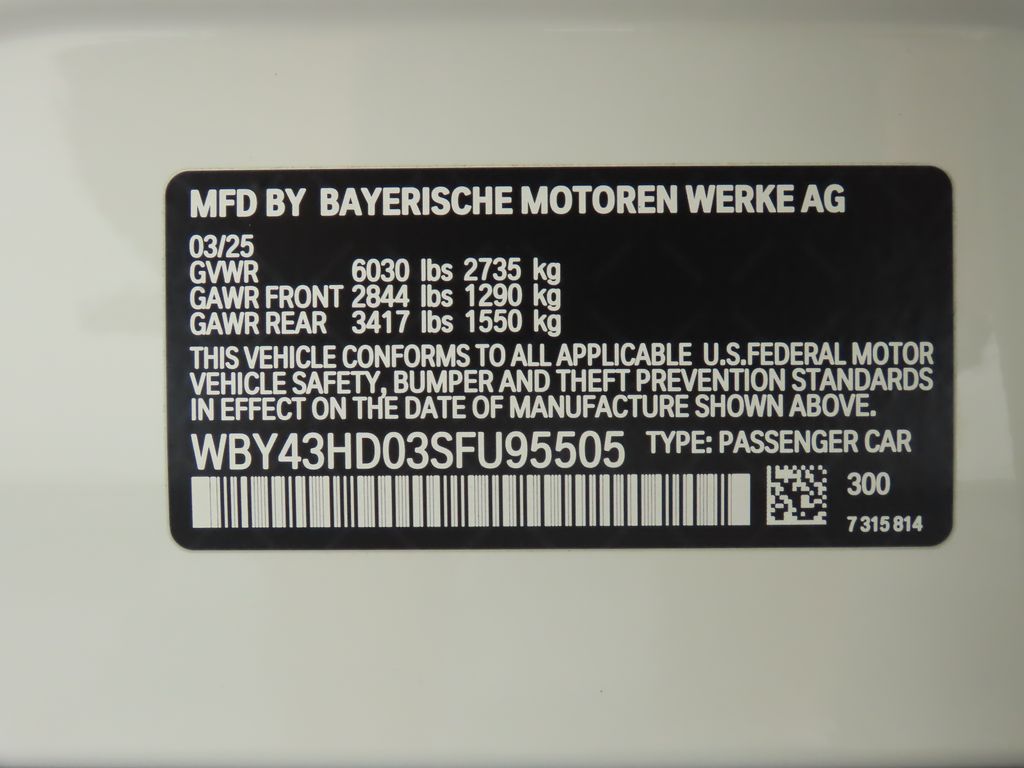 MFD BY BAYERISCHE MOTOREN WERKE AG
03/25
GVWR 6030 lbs 2735 kg
GAWR FRONT 2844 lbs 1290 kg
GAWR REAR 3417 lbs 1550 kg
THIS VEHICLE CONFORMS TO ALL APPLICABLE U.S.FEDERAL MOTOR
VEHICLE SAFETY, BUMPER AND THEFT PREVENTION STANDARDS
IN EFFECT ON THE DATE OF MANUFACTURE SHOWN ABOVE.
WBY43HD03SFU95505 TYPE: PASSENGER CAR
300
7 315 814